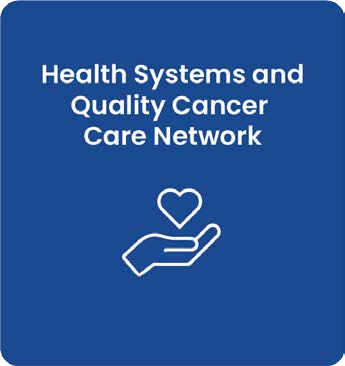 Health Systems and
Quality Cancer
Care Network